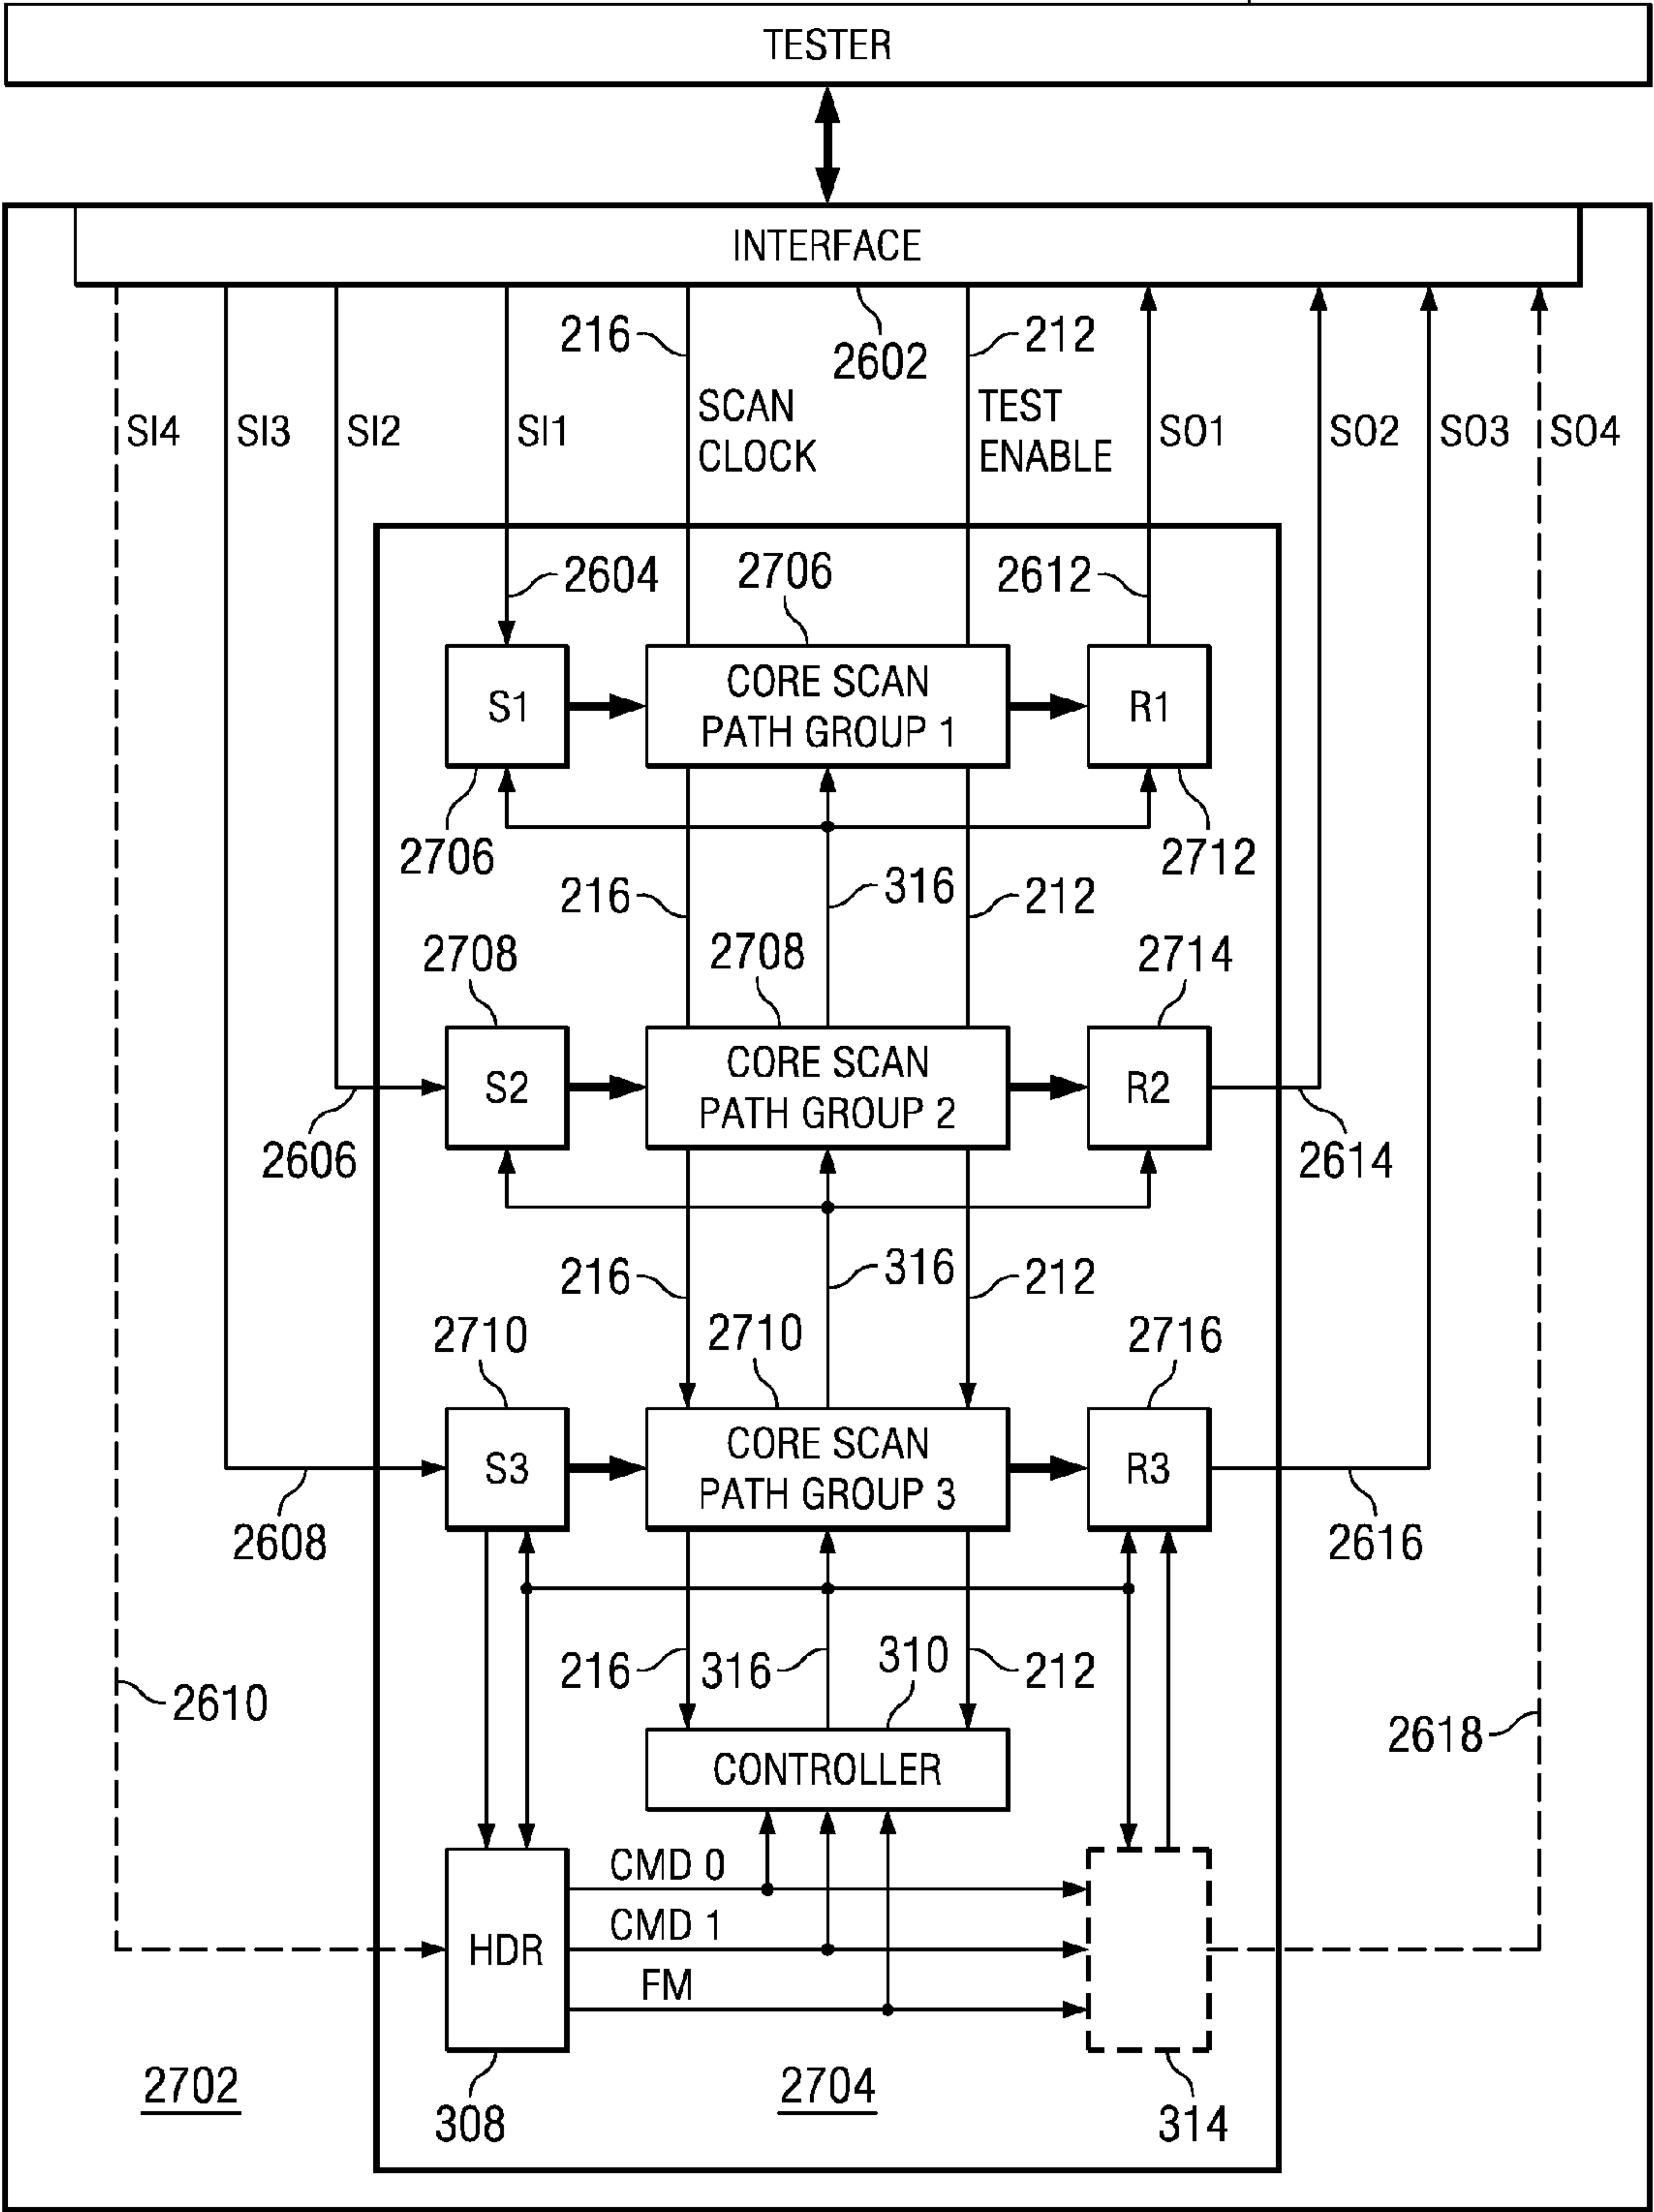 TESTER
INTERFACE
216
2602
212
SI4
SI3
SI2
SI1
SCAN
CLOCK
TEST
ENABLE
SO1
SO2
SO3
SO4
2604
2706
2612
S1
CORE SCAN
PATH GROUP 1
R1
2706
2712
216
316
212
2708
2708
2714
S2
CORE SCAN
PATH GROUP 2
R2
2606
2614
216
316
212
2710
2710
2716
S3
CORE SCAN
PATH GROUP 3
R3
2608
2616
216
316
310
212
2610
2618
CONTROLLER
CMD 0
CMD 1
HDR
FM
2702
2704
308
314